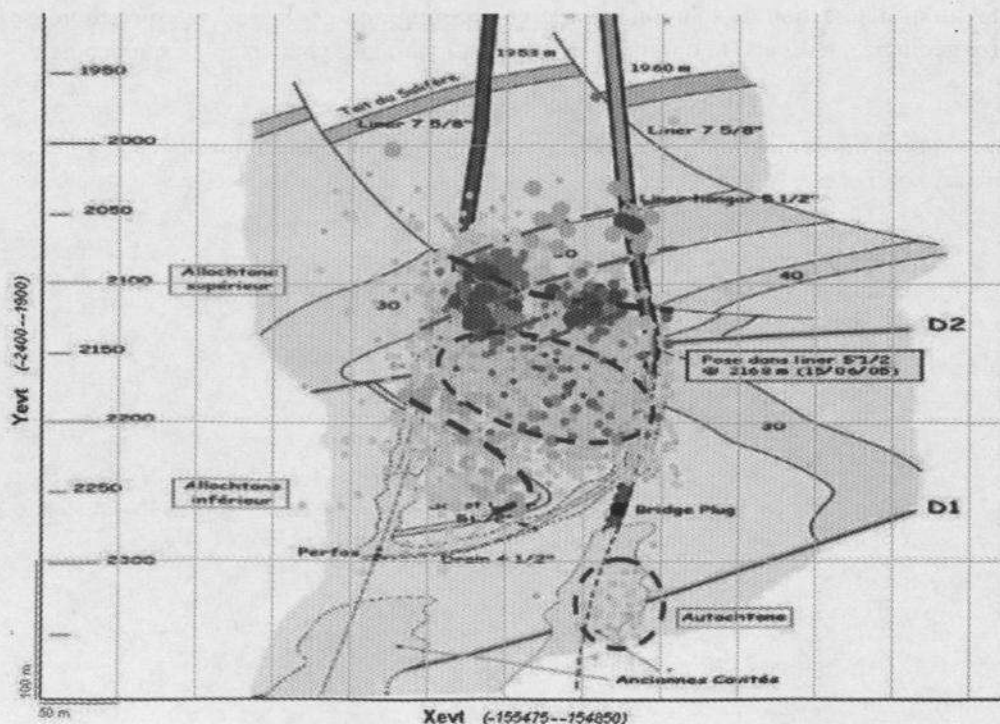 1953 m
1960 m
1950
Toit du Salifère
Liner 7 5/8"
Liner 7 5/8"
2000
Liner hanger 5 1/2"
2050
Allochtone
supérieur
2100
30
40
D2
2150
Pose dans liner 5"1/2
@ 2168 m (15/06/05)
Yevt (-2400--1900)
2200
30
Allochtone
inférieur
2250
D1
Bridge Plug
Perfos
Drain 4 1/2"
2300
Autochtone
Anciennes Cavités
100 m
50 m
Xevt (-155475--154850)